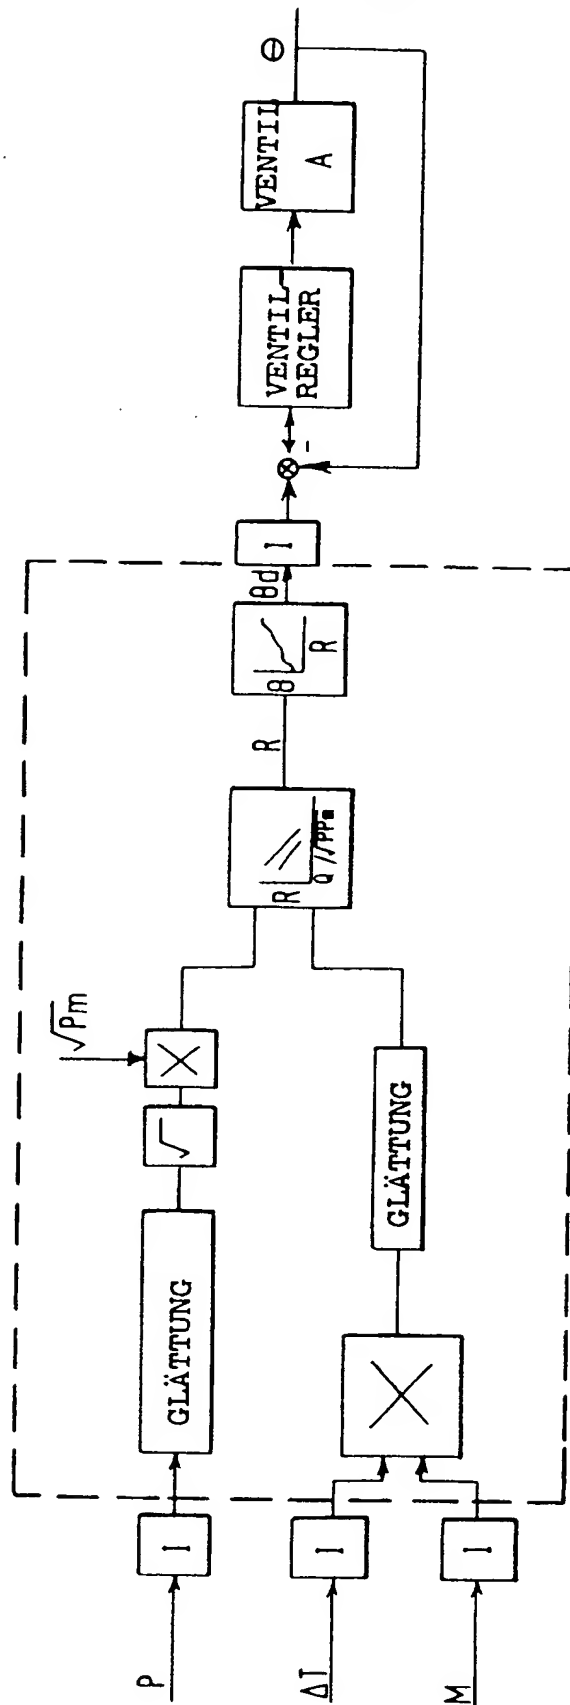 P
I
GLÄTTUNG
√
√Pm
X
ΔT
M
I
I
X
GLÄTTUNG
R
Q/√PPm
R
θ
R
θd
I
-
VENTIL
REGLER
VENTIL
A
Θ